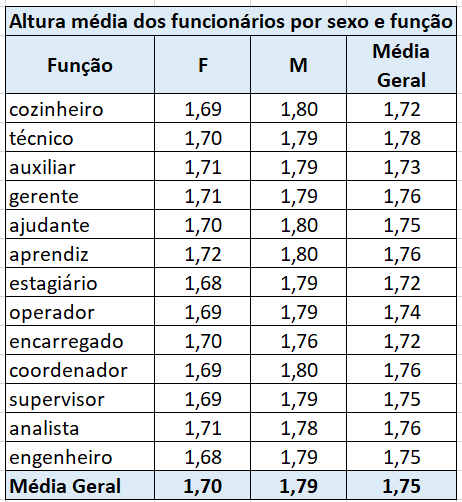 Altura média dos funcionários por sexo e função
Função F M Média Geral
cozinheiro 1,69 1,80 1,72
técnico 1,70 1,79 1,78
auxiliar 1,71 1,79 1,73
gerente 1,71 1,79 1,76
ajudante 1,70 1,80 1,75
aprendiz 1,72 1,80 1,76
estagiário 1,68 1,79 1,72
operador 1,69 1,79 1,74
encarregado 1,70 1,76 1,72
coordenador 1,69 1,80 1,76
supervisor 1,69 1,79 1,75
analista 1,71 1,78 1,76
engenheiro 1,68 1,79 1,75
Média Geral 1,70 1,79 1,75